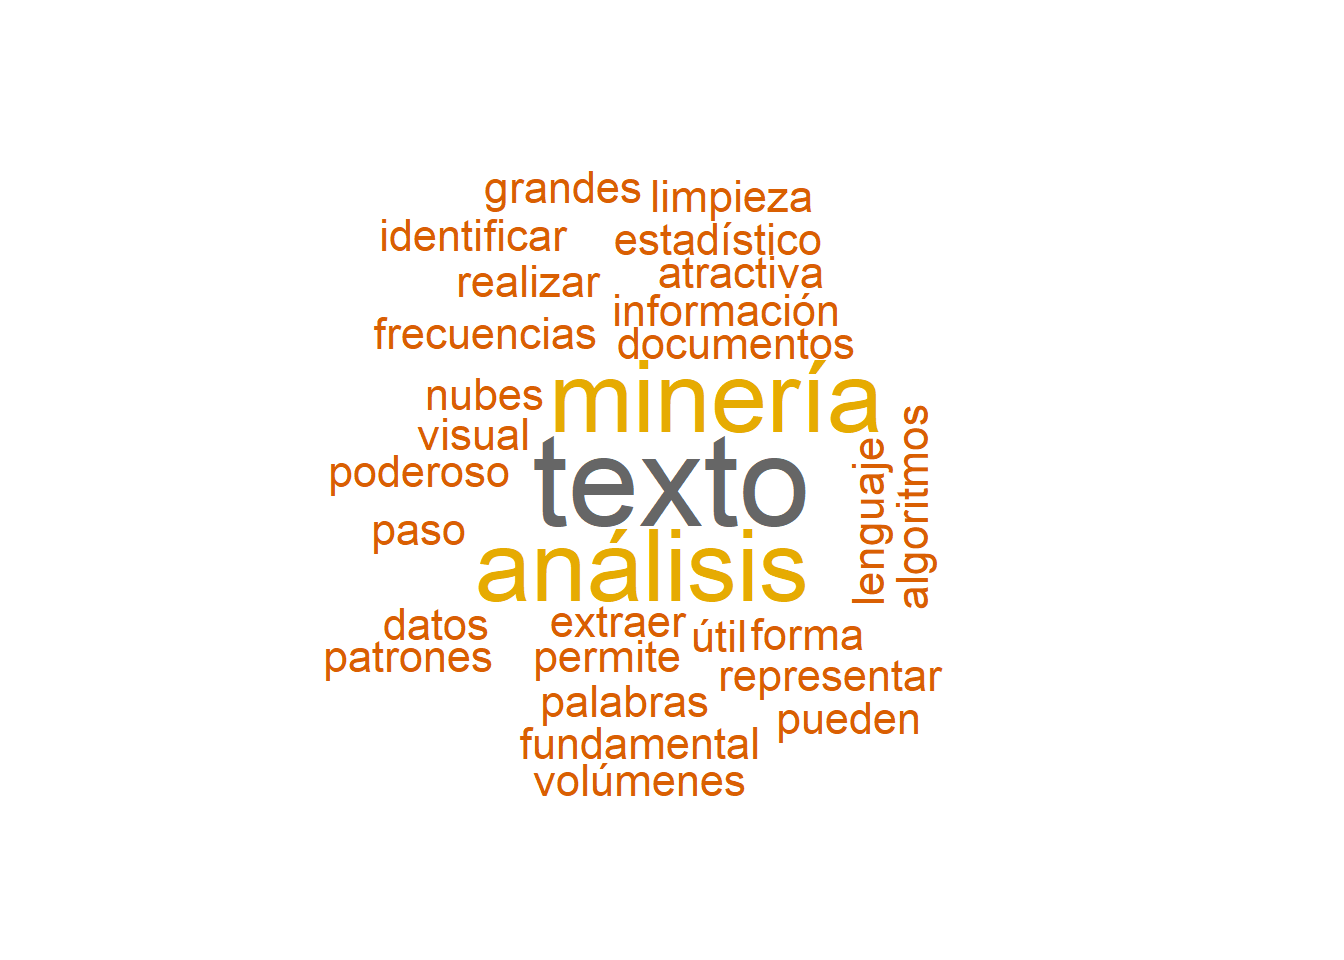 grandes
limpieza
identificar
estadístico
realizar
atractiva
información
frecuencias
documentos
nubes
minería
visual
poderoso
texto
lenguaje
algoritmos
paso
análisis
datos
extraer
útil
forma
patrones
permite
representar
palabras
pueden
fundamental
volúmenes